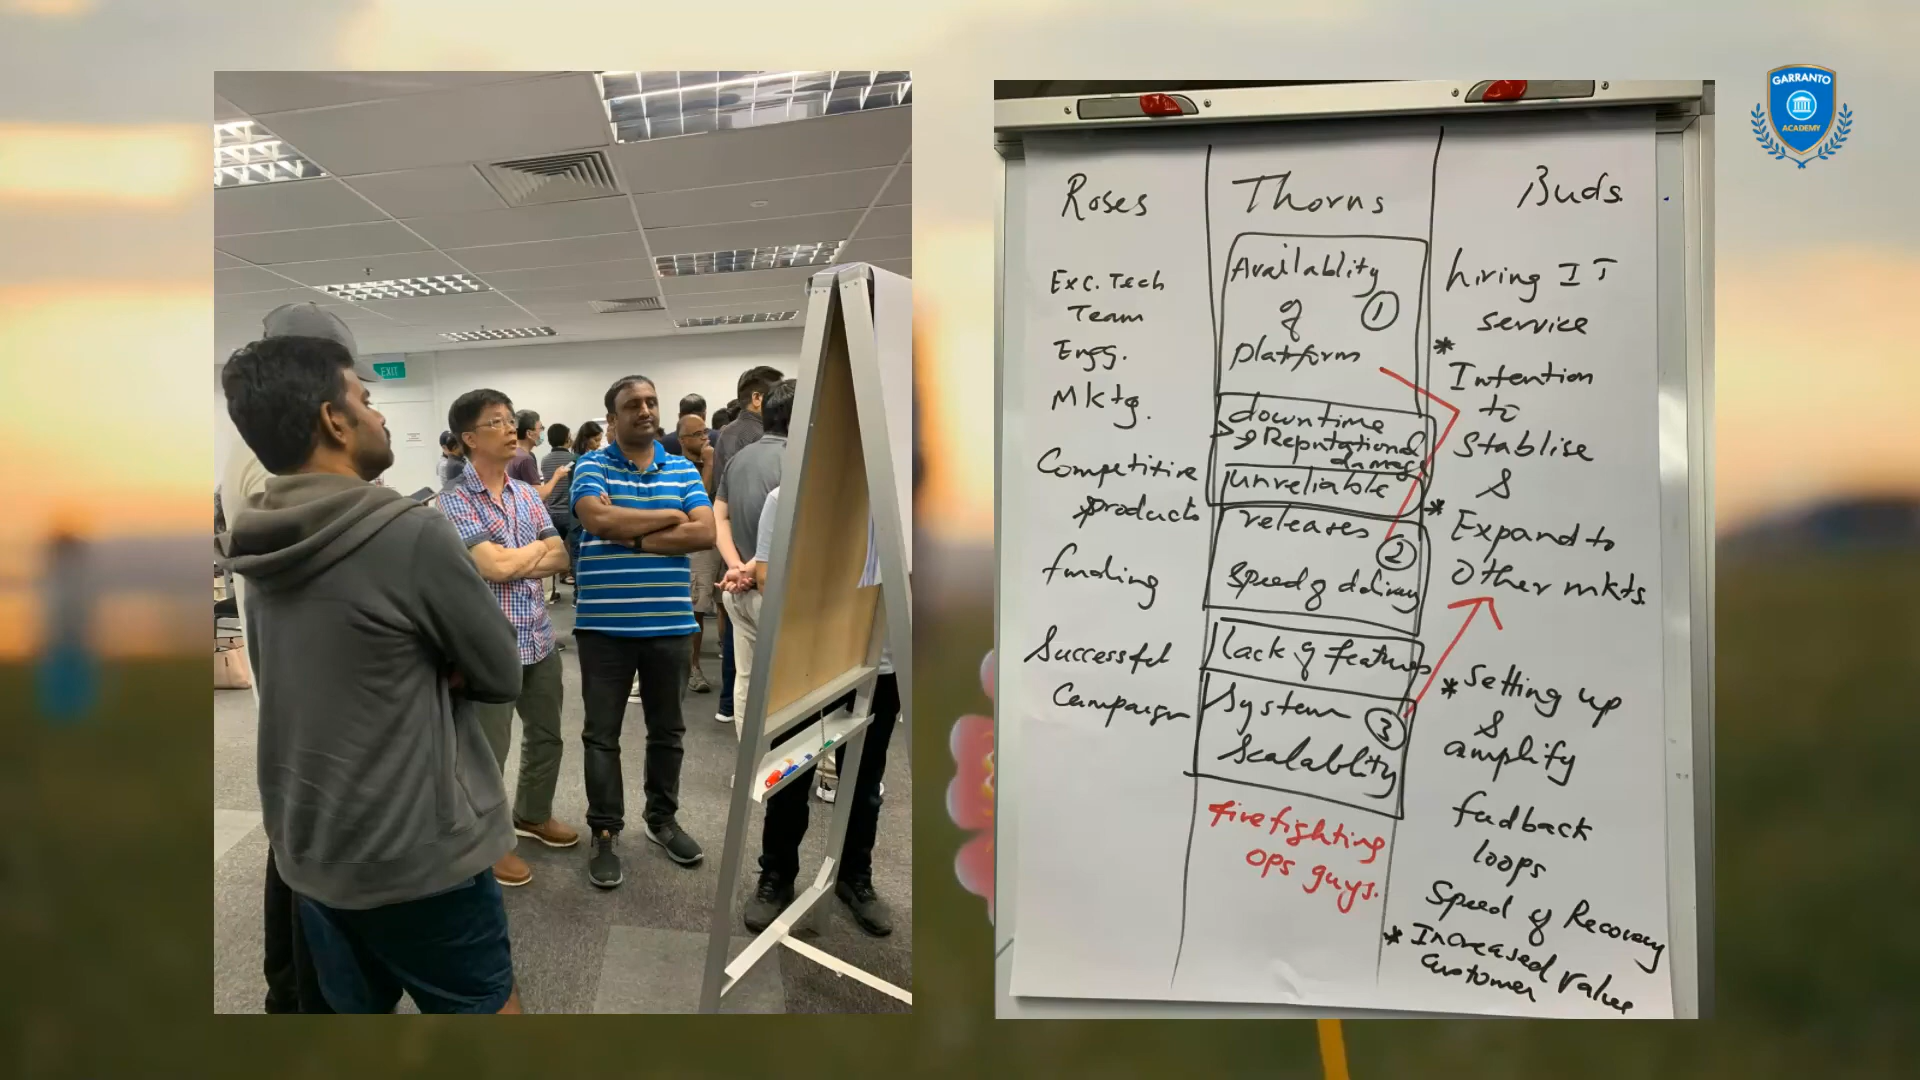 EXIT
GARRANTO
ACADEMY
Roses
Exc. Tech
Team
Engg.
Mktg.
Competitive
products
funding
Successful
Campaign
Thorns
Availablity
of
1
Platform
downtime
Reputational
damage
unreliable
releases
2
Speed of delivery
lack of features
System
3
Scalablity
firefighting
ops guys.
Buds
hiring IT
service
*
Intention
to
Stablise
&
* Expand to
Other mkts.
* Setting up
&
amplify
feedback
loops
Speed of Recovery
* Increased Value
Customer